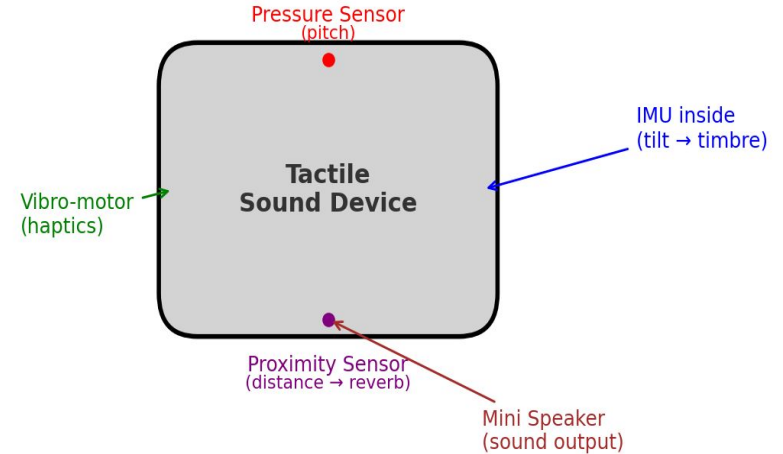 Pressure Sensor
(pitch)
IMU inside
(tilt → timbre)
Tactile
Sound Device
Vibro-motor
(haptics)
Proximity Sensor
(distance → reverb)
Mini Speaker
(sound output)